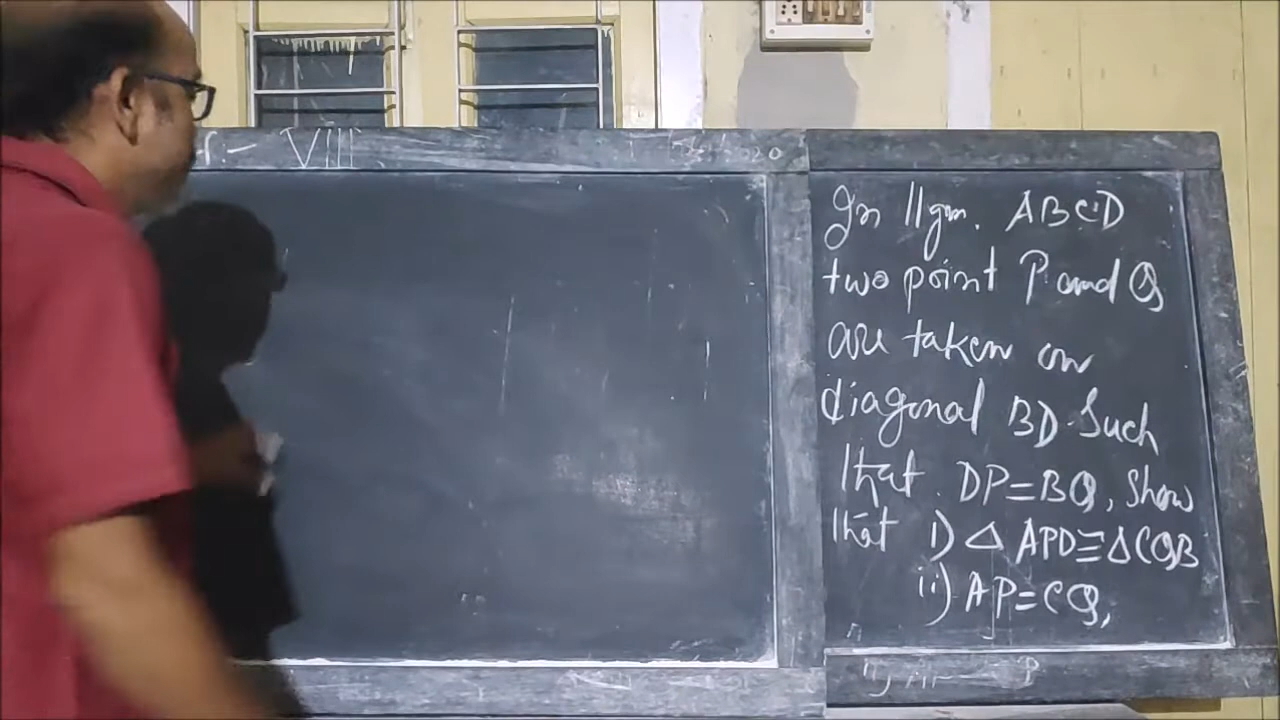 VIII
In ||gm. ABCD
two point P and Q
are taken on
diagonal BD. Such
that. DP=BQ, Show
that i) △ APD≅△CQB
ii) AP=CQ,